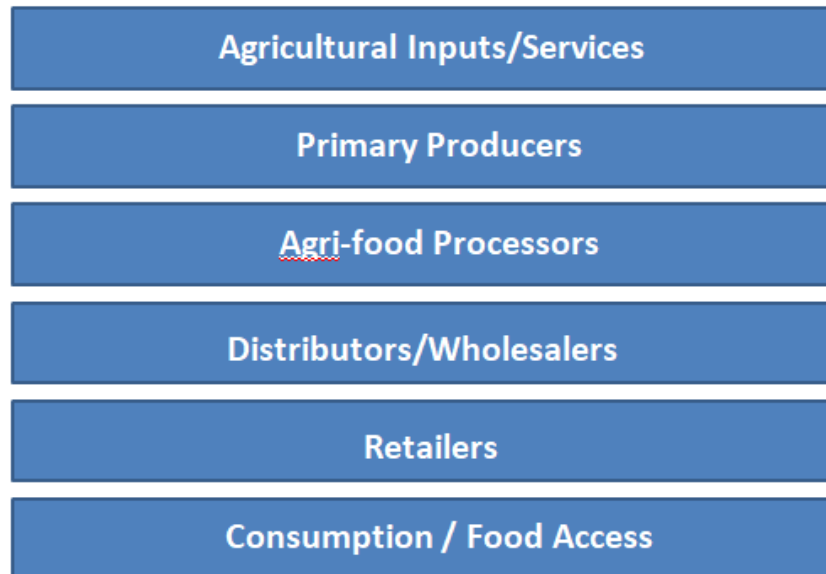 Agricultural Inputs/Services
Primary Producers
Agri-food Processors
Distributors/Wholesalers
Retailers
Consumption / Food Access